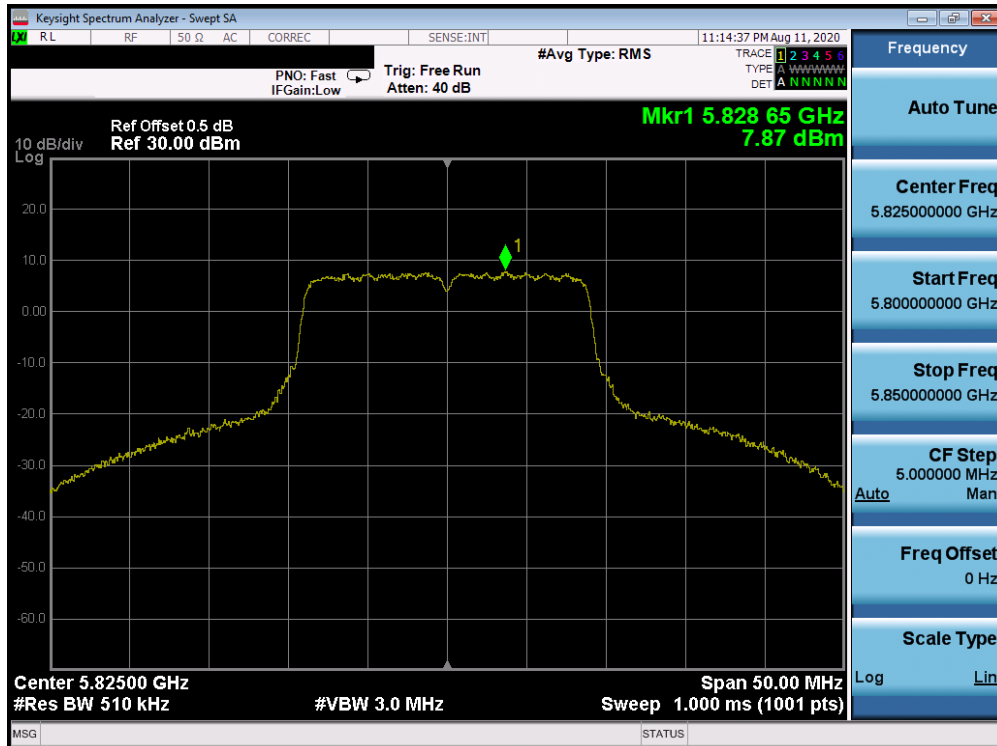 Keysight Spectrum Analyzer - Swept SA
LXI RL RF 50 Ω AC CORREC SENSE:INT 11:14:37 PM Aug 11, 2020
#Avg Type: RMS
TRACE 1 2 3 4 5 6
TYPE A WWWWW
DET A N N N N N
PNO: Fast
IFGain:Low
Trig: Free Run
Atten: 40 dB
Mkr1 5.828 65 GHz
7.87 dBm
Ref Offset 0.5 dB
10 dB/div Ref 30.00 dBm
Log
20.0
10.0
0.00
-10.0
-20.0
-30.0
-40.0
-50.0
-60.0
1
Center 5.82500 GHz Span 50.00 MHz
#Res BW 510 kHz #VBW 3.0 MHz Sweep 1.000 ms (1001 pts)
MSG STATUS
Frequency
Auto Tune
Center Freq
5.825000000 GHz
Start Freq
5.800000000 GHz
Stop Freq
5.850000000 GHz
CF Step
5.000000 MHz
Auto Man
Freq Offset
0 Hz
Scale Type
Log Lin